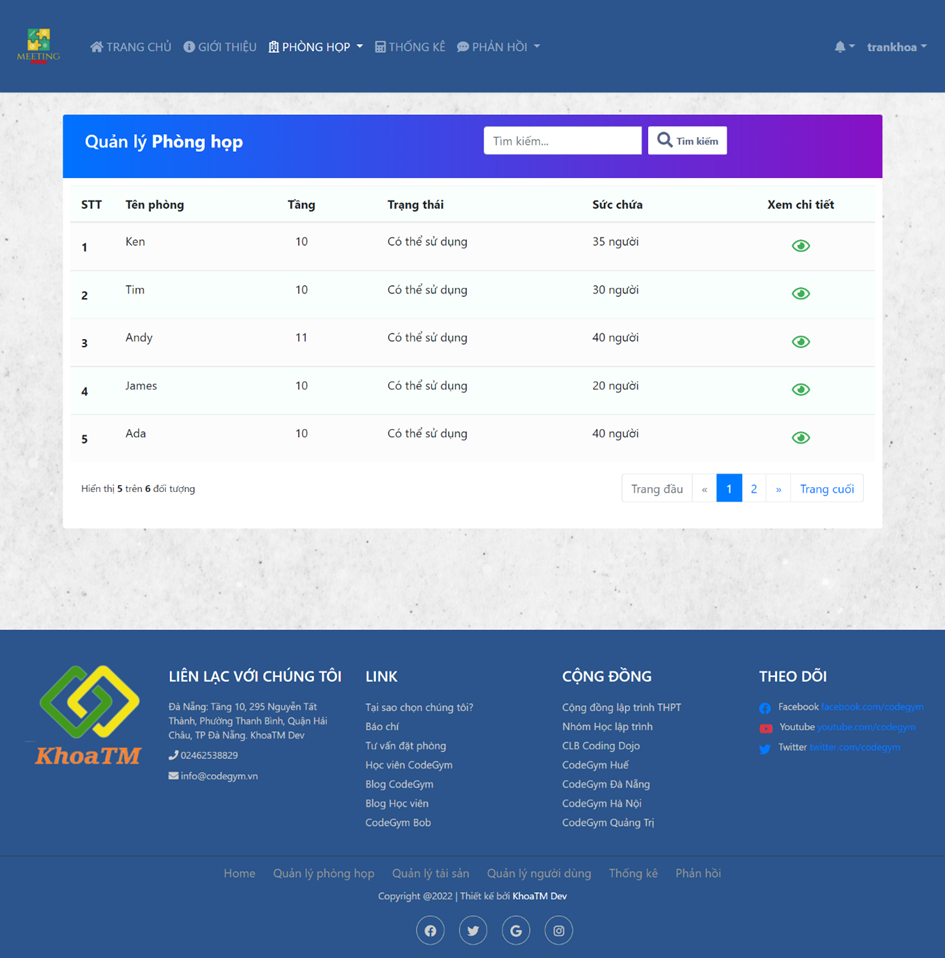 MEETING
TRANG CHỦ GIỚI THIỆU PHÒNG HỌP THỐNG KÊ PHẢN HỒI trankhoa
Quản lý Phòng họp Tìm kiếm... Tìm kiếm
STT Tên phòng Tầng Trạng thái Sức chứa Xem chi tiết
1 Ken 10 Có thể sử dụng 35 người
2 Tim 10 Có thể sử dụng 30 người
3 Andy 11 Có thể sử dụng 40 người
4 James 10 Có thể sử dụng 20 người
5 Ada 10 Có thể sử dụng 40 người
Hiển thị 5 trên 6 đối tượng Trang đầu « 1 2 » Trang cuối
KhoaTM
LIÊN LẠC VỚI CHÚNG TÔI
Đà Nẵng: Tầng 10, 295 Nguyễn Tất
Thành, Phường Thanh Bình, Quận Hải
Châu, TP Đà Nẵng. KhoaTM Dev
02462538829
info@codegym.vn
LINK
Tại sao chọn chúng tôi?
Báo chí
Tư vấn đặt phòng
Học viên CodeGym
Blog CodeGym
Blog Học viên
CodeGym Bob
CỘNG ĐỒNG
Cộng đồng lập trình THPT
Nhóm Học lập trình
CLB Coding Dojo
CodeGym Huế
CodeGym Đà Nẵng
CodeGym Hà Nội
CodeGym Quảng Trị
THEO DÕI
Facebook facebook.com/codegym
Youtube youtube.com/codegym
Twitter twitter.com/codegym
Home Quản lý phòng họp Quản lý tài sản Quản lý người dùng Thống kê Phản hồi
Copyright @2022 | Thiết kế bởi KhoaTM Dev